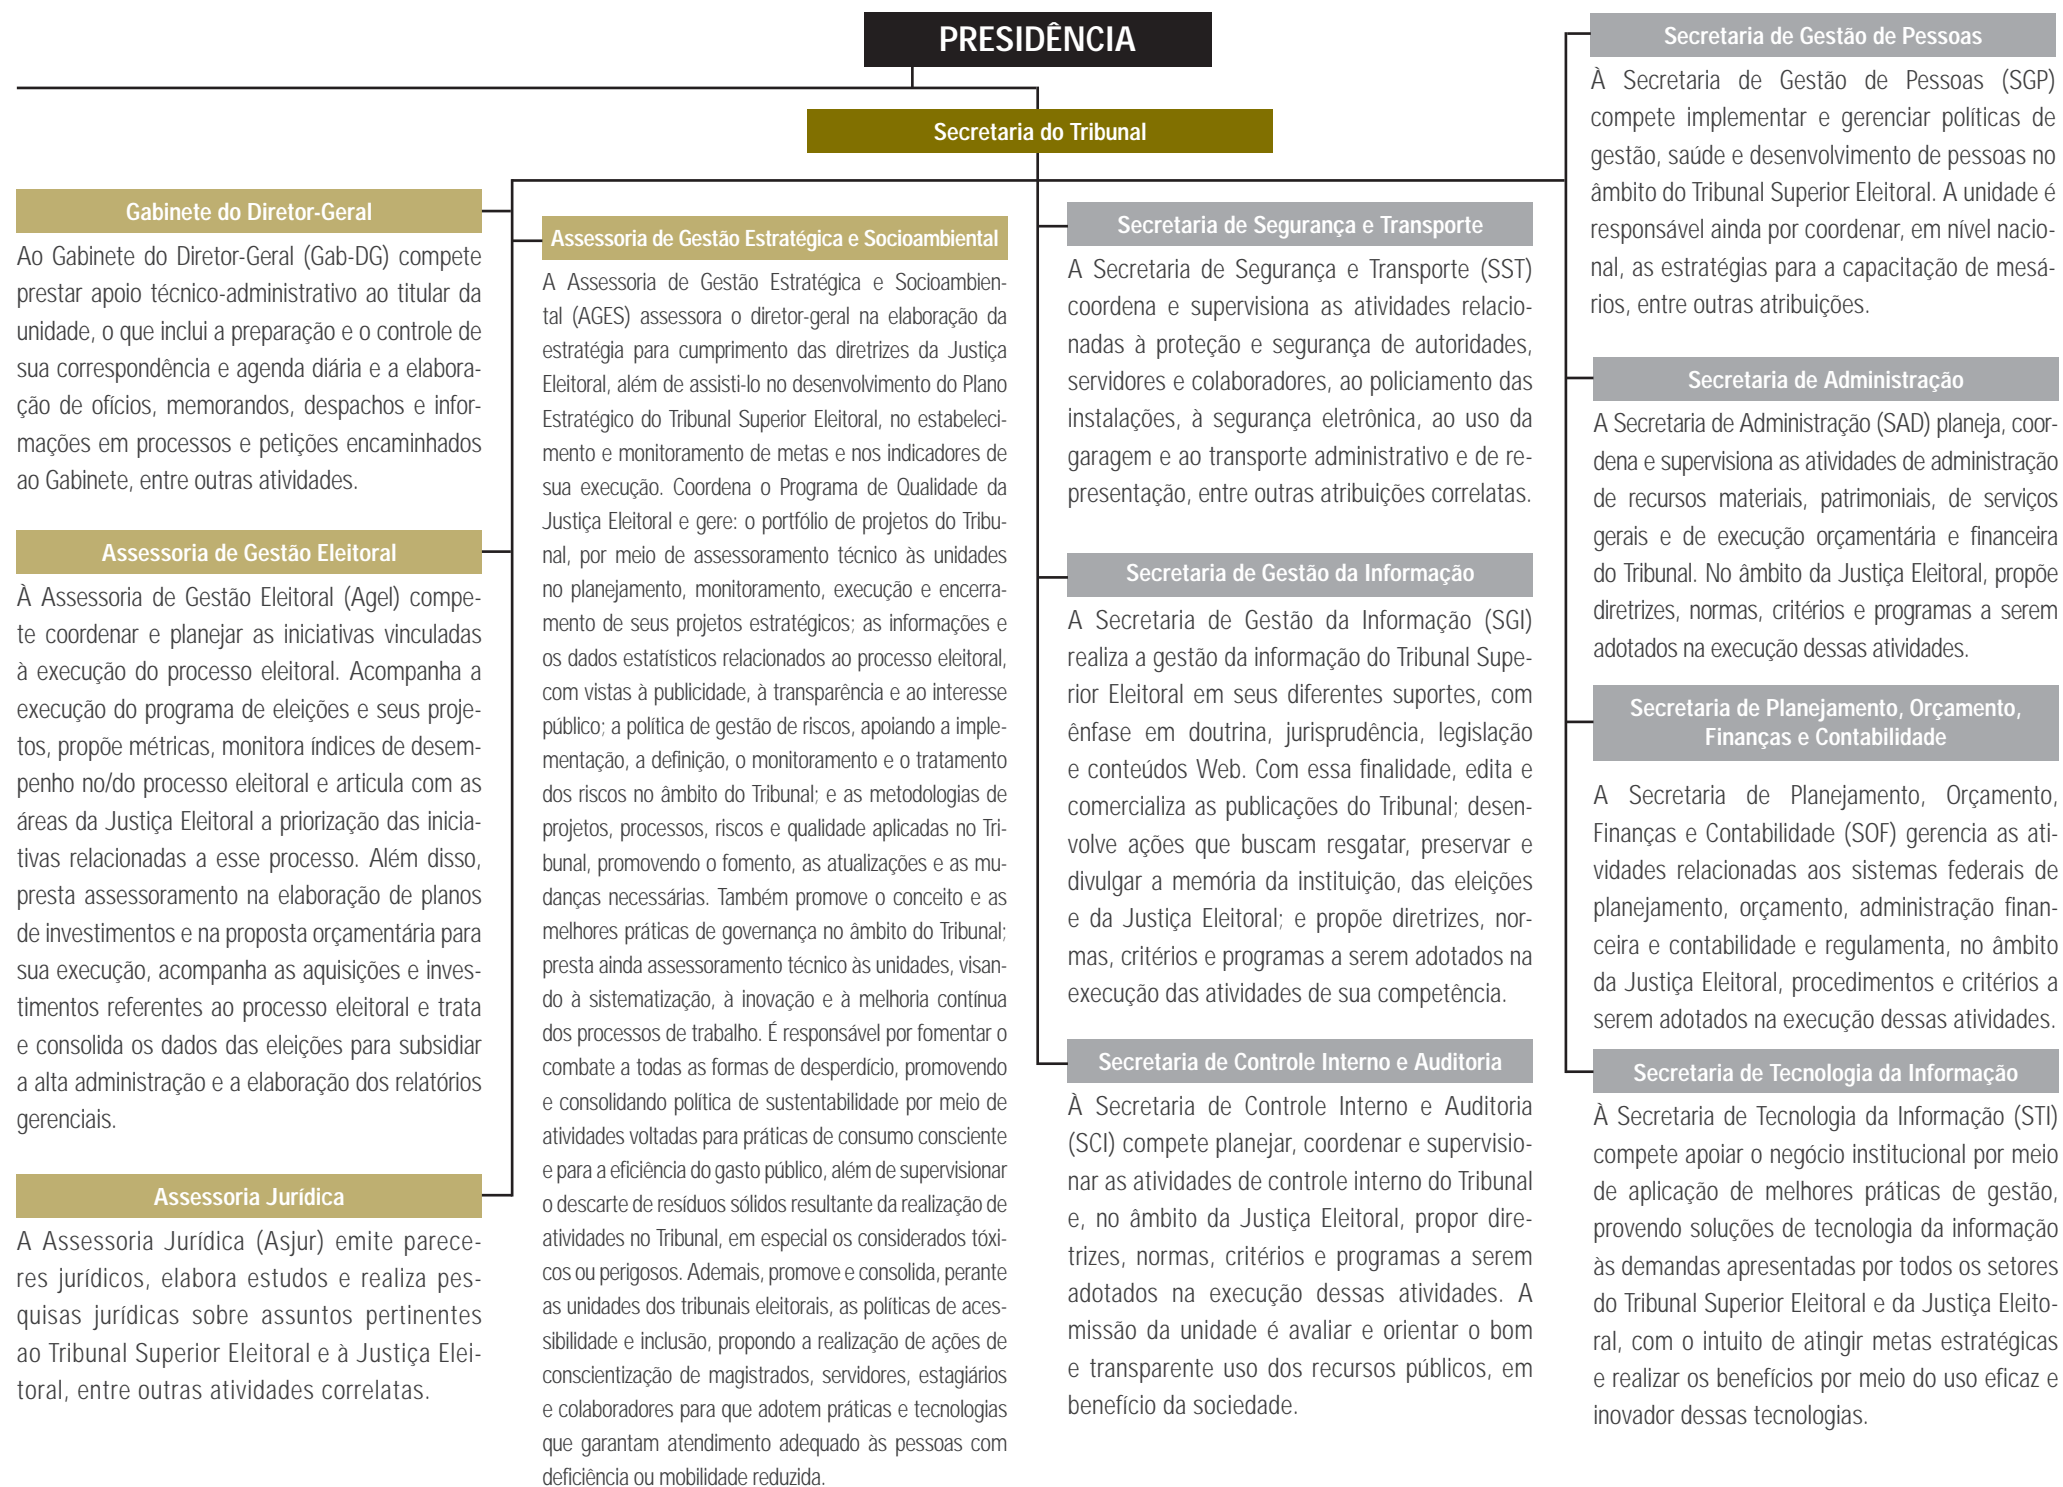 PRESIDÊNCIA
Secretaria do Tribunal
Gabinete do Diretor-Geral
Ao Gabinete do Diretor-Geral (Gab-DG) compete
prestar apoio técnico-administrativo ao titular da
unidade, o que inclui a preparação e o controle de
sua correspondência e agenda diária e a elabora-
ção de ofícios, memorandos, despachos e infor-
mações em processos e petições encaminhados
ao Gabinete, entre outras atividades.
Assessoria de Gestão Eleitoral
À Assessoria de Gestão Eleitoral (Agel) compe-
te coordenar e planejar as iniciativas vinculadas
à execução do processo eleitoral. Acompanha a
execução do programa de eleições e seus proje-
tos, propõe métricas, monitora índices de desem-
penho no/do processo eleitoral e articula com as
áreas da Justiça Eleitoral a priorização das inicia-
tivas relacionadas a esse processo. Além disso,
presta assessoramento na elaboração de planos
de investimentos e na proposta orçamentária para
sua execução, acompanha as aquisições e inves-
timentos referentes ao processo eleitoral e trata
e consolida os dados das eleições para subsidiar
a alta administração e a elaboração dos relatórios
gerenciais.
Assessoria Jurídica
A Assessoria Jurídica (Asjur) emite parece-
res jurídicos, elabora estudos e realiza pes-
quisas jurídicas sobre assuntos pertinentes
ao Tribunal Superior Eleitoral e à Justiça Elei-
toral, entre outras atividades correlatas.
Assessoria de Gestão Estratégica e Socioambiental
A Assessoria de Gestão Estratégica e Socioambien-
tal (AGES) assessora o diretor-geral na elaboração da
estratégia para cumprimento das diretrizes da Justiça
Eleitoral, além de assisti-lo no desenvolvimento do Plano
Estratégico do Tribunal Superior Eleitoral, no estabeleci-
mento e monitoramento de metas e nos indicadores de
sua execução. Coordena o Programa de Qualidade da
Justiça Eleitoral e gere: o portfólio de projetos do Tribu-
nal, por meio de assessoramento técnico às unidades
no planejamento, monitoramento, execução e encerra-
mento de seus projetos estratégicos; as informações e
os dados estatísticos relacionados ao processo eleitoral,
com vistas à publicidade, à transparência e ao interesse
público; a política de gestão de riscos, apoiando a imple-
mentação, a definição, o monitoramento e o tratamento
dos riscos no âmbito do Tribunal; e as metodologias de
projetos, processos, riscos e qualidade aplicadas no Tri-
bunal, promovendo o fomento, as atualizações e as mu-
danças necessárias. Também promove o conceito e as
melhores práticas de governança no âmbito do Tribunal;
presta ainda assessoramento técnico às unidades, visan-
do à sistematização, à inovação e à melhoria contínua
dos processos de trabalho. É responsável por fomentar o
combate a todas as formas de desperdício, promovendo
e consolidando política de sustentabilidade por meio de
atividades voltadas para práticas de consumo consciente
e para a eficiência do gasto público, além de supervisionar
o descarte de resíduos sólidos resultante da realização de
atividades no Tribunal, em especial os considerados tóxi-
cos ou perigosos. Ademais, promove e consolida, perante
as unidades dos tribunais eleitorais, as políticas de aces-
sibilidade e inclusão, propondo a realização de ações de
conscientização de magistrados, servidores, estagiários
e colaboradores para que adotem práticas e tecnologias
que garantam atendimento adequado às pessoas com
deficiência ou mobilidade reduzida.
Secretaria de Segurança e Transporte
A Secretaria de Segurança e Transporte (SST)
coordena e supervisiona as atividades relacio-
nadas à proteção e segurança de autoridades,
servidores e colaboradores, ao policiamento das
instalações, à segurança eletrônica, ao uso da
garagem e ao transporte administrativo e de re-
presentação, entre outras atribuições correlatas.
Secretaria de Gestão da Informação
A Secretaria de Gestão da Informação (SGI)
realiza a gestão da informação do Tribunal Supe-
rior Eleitoral em seus diferentes suportes, com
ênfase em doutrina, jurisprudência, legislação
e conteúdos Web. Com essa finalidade, edita e
comercializa as publicações do Tribunal; desen-
volve ações que buscam resgatar, preservar e
divulgar a memória da instituição, das eleições
e da Justiça Eleitoral; e propõe diretrizes, nor-
mas, critérios e programas a serem adotados na
execução das atividades de sua competência.
Secretaria de Controle Interno e Auditoria
À Secretaria de Controle Interno e Auditoria
(SCI) compete planejar, coordenar e supervisio-
nar as atividades de controle interno do Tribunal
e, no âmbito da Justiça Eleitoral, propor dire-
trizes, normas, critérios e programas a serem
adotados na execução dessas atividades. A
missão da unidade é avaliar e orientar o bom
e transparente uso dos recursos públicos, em
benefício da sociedade.
Secretaria de Gestão de Pessoas
À Secretaria de Gestão de Pessoas (SGP)
compete implementar e gerenciar políticas de
gestão, saúde e desenvolvimento de pessoas no
âmbito do Tribunal Superior Eleitoral. A unidade é
responsável ainda por coordenar, em nível nacio-
nal, as estratégias para a capacitação de mesá-
rios, entre outras atribuições.
Secretaria de Administração
A Secretaria de Administração (SAD) planeja, coor-
dena e supervisiona as atividades de administração
de recursos materiais, patrimoniais, de serviços
gerais e de execução orçamentária e financeira
do Tribunal. No âmbito da Justiça Eleitoral, propõe
diretrizes, normas, critérios e programas a serem
adotados na execução dessas atividades.
Secretaria de Planejamento, Orçamento,
Finanças e Contabilidade
A Secretaria de Planejamento, Orçamento,
Finanças e Contabilidade (SOF) gerencia as ati-
vidades relacionadas aos sistemas federais de
planejamento, orçamento, administração finan-
ceira e contabilidade e regulamenta, no âmbito
da Justiça Eleitoral, procedimentos e critérios a
serem adotados na execução dessas atividades.
Secretaria de Tecnologia da Informação
À Secretaria de Tecnologia da Informação (STI)
compete apoiar o negócio institucional por meio
de aplicação de melhores práticas de gestão,
provendo soluções de tecnologia da informação
às demandas apresentadas por todos os setores
do Tribunal Superior Eleitoral e da Justiça Eleito-
ral, com o intuito de atingir metas estratégicas
e realizar os benefícios por meio do uso eficaz e
inovador dessas tecnologias.